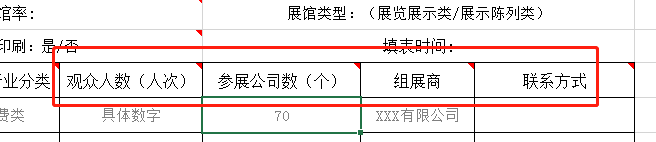 馆率： 展馆类型：（展览展示类/展示陈列类）
印刷：是/否 填表时间：
业分类 观众人数（人次） 参展公司数（个） 组展商 联系方式
费类 具体数字 70 XXX有限公司